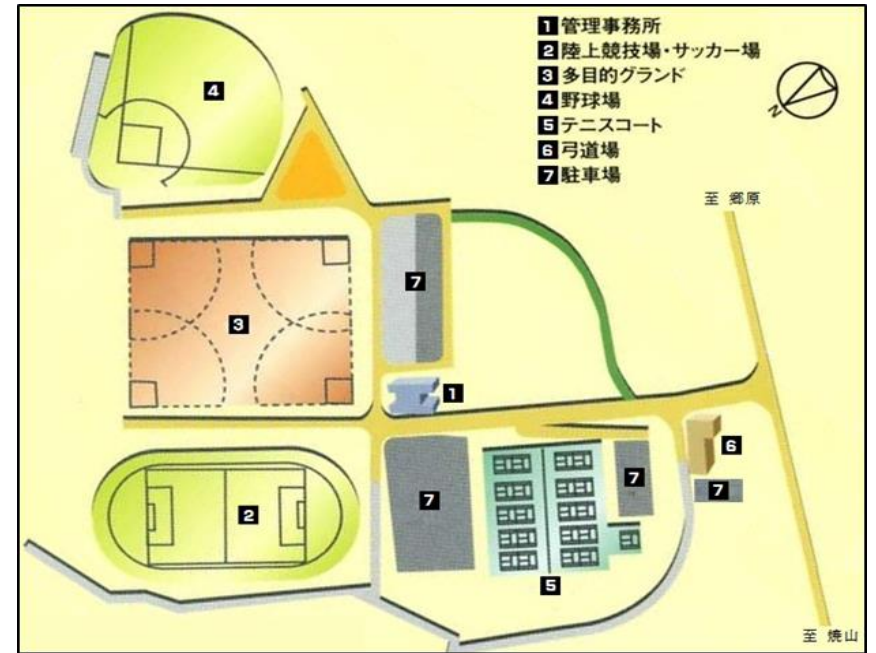 1 管理事務所
2 陸上競技場・サッカー場
3 多目的グランド
4 野球場
5 テニスコート
6 弓道場
7 駐車場
N
至 郷原
4
3
7
1
2
7
7
6
7
5
至 焼山